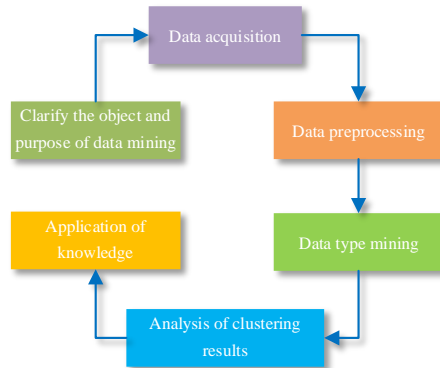 Data acquisition
Clarify the object and
purpose of data mining
Data preprocessing
Data type mining
Analysis of clustering
results
Application of
knowledge